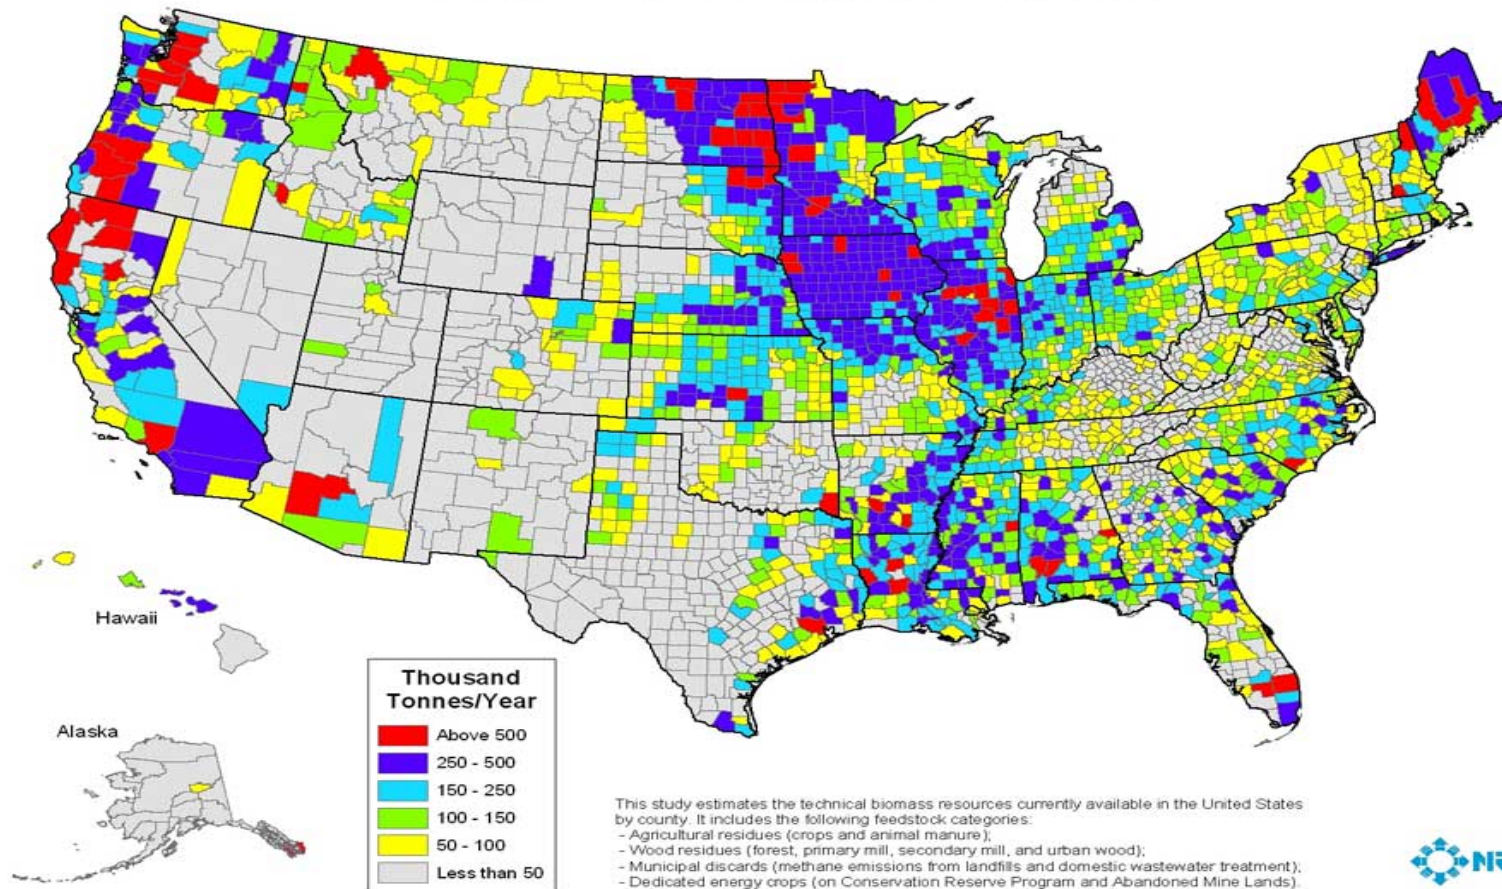 Hawaii
Alaska
Thousand
Tonnes/Year
Above 500
250 - 500
150 - 250
100 - 150
50 - 100
Less than 50
This study estimates the technical biomass resources currently available in the United States
by county. It includes the following feedstock categories:
- Agricultural residues (crops and animal manure);
- Wood residues (forest, primary mill, secondary mill, and urban wood);
- Municipal discards (methane emissions from landfills and domestic wastewater treatment);
- Dedicated energy crops (on Conservation Reserve Program and Abandoned Mine Lands).